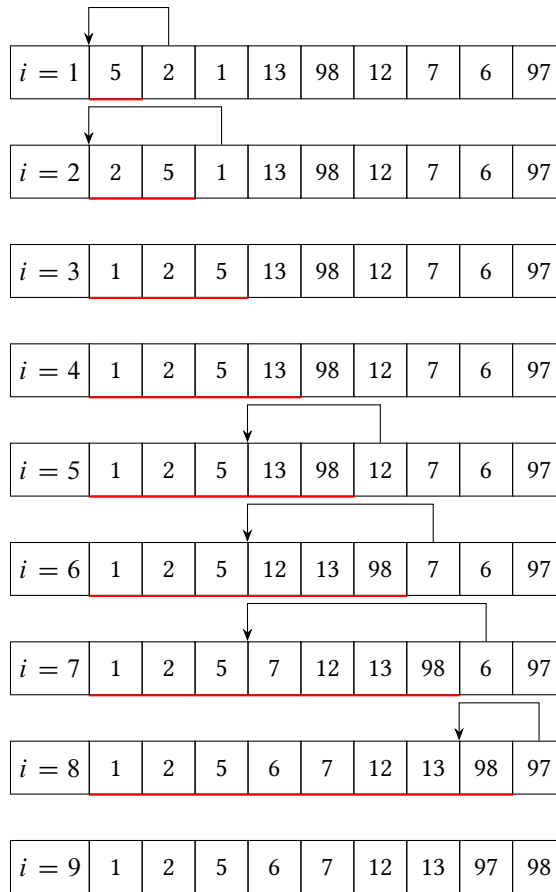 i = 1 5 2 1 13 98 12 7 6 97
i = 2 2 5 1 13 98 12 7 6 97
i = 3 1 2 5 13 98 12 7 6 97
i = 4 1 2 5 13 98 12 7 6 97
i = 5 1 2 5 13 98 12 7 6 97
i = 6 1 2 5 12 13 98 7 6 97
i = 7 1 2 5 7 12 13 98 6 97
i = 8 1 2 5 6 7 12 13 98 97
i = 9 1 2 5 6 7 12 13 97 98